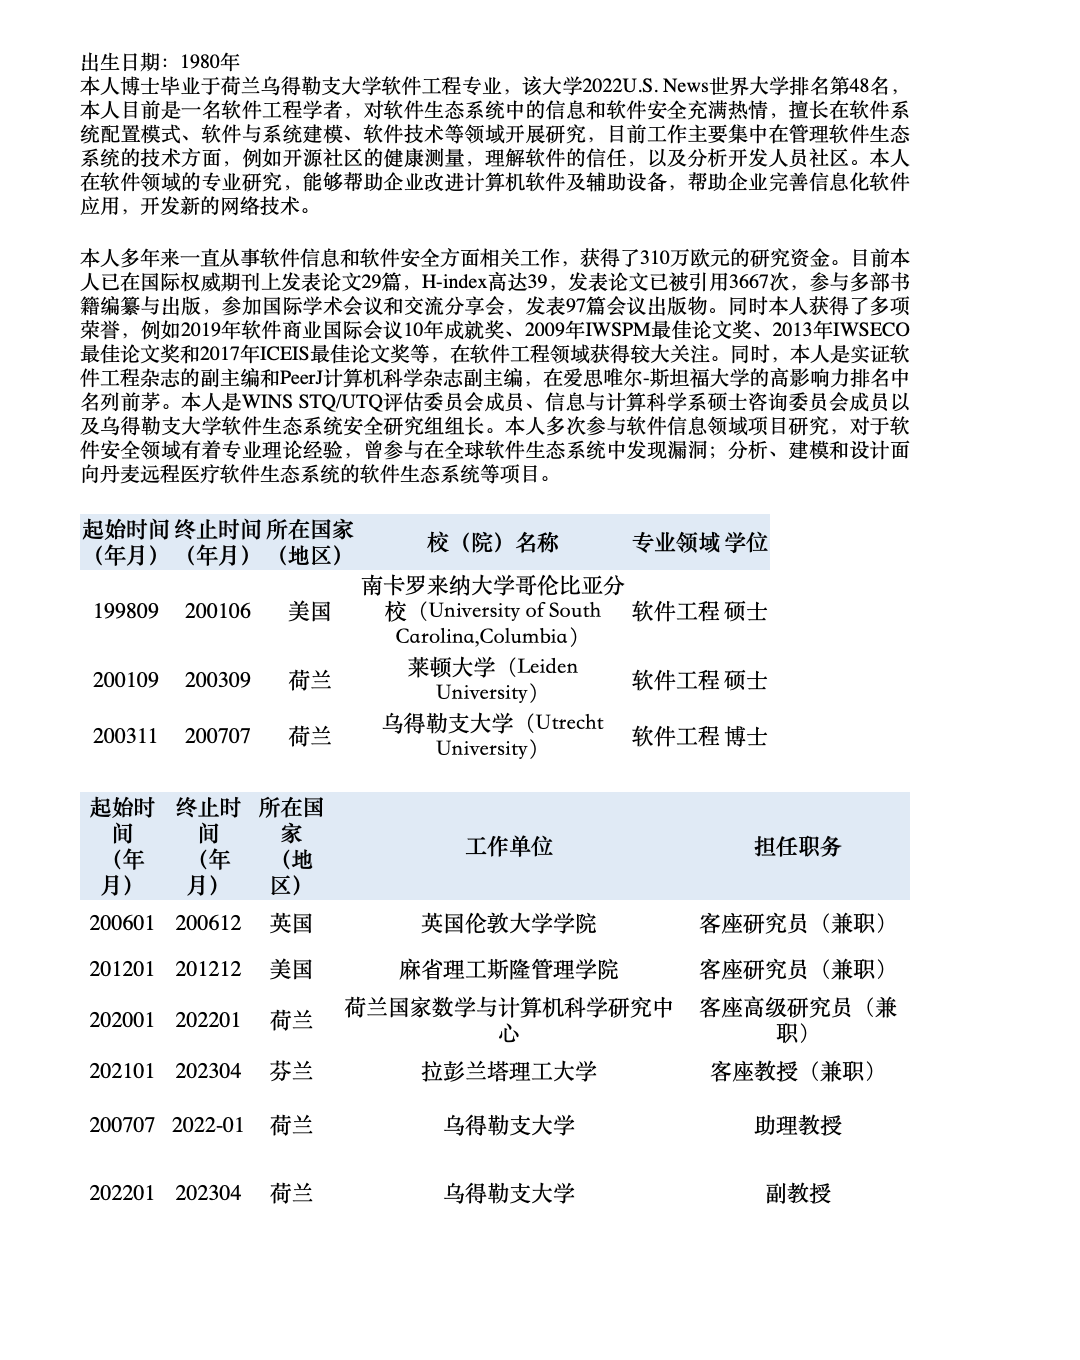 出生日期：1980年
本人博士毕业于荷兰乌得勒支大学软件工程专业，该大学2022U.S. News世界大学排名第48名，
本人目前是一名软件工程学者，对软件生态系统中的信息和软件安全充满热情，擅长在软件系
统配置模式、软件与系统建模、软件技术等领域开展研究，目前工作主要集中在管理软件生态
系统的技术方面，例如开源社区的健康测量，理解软件的信任，以及分析开发人员社区。本人
在软件领域的专业研究，能够帮助企业改进计算机软件及辅助设备，帮助企业完善信息化软件
应用，开发新的网络技术。
本人多年来一直从事软件信息和软件安全方面相关工作，获得了310万欧元的研究资金。目前本
人已在国际权威期刊上发表论文29篇，H-index高达39，发表论文已被引用3667次，参与多部书
籍编纂与出版，参加国际学术会议和交流分享会，发表97篇会议出版物。同时本人获得了多项
荣誉，例如2019年软件商业国际会议10年成就奖、2009年IWSPM最佳论文奖、2013年IWSECO
最佳论文奖和2017年ICEIS最佳论文奖等，在软件工程领域获得较大关注。同时，本人是实证软
件工程杂志的副主编和PeerJ计算机科学杂志副主编，在爱思唯尔-斯坦福大学的高影响力排名中
名列前茅。本人是WINS STQ/UTQ评估委员会成员、信息与计算科学系硕士咨询委员会成员以
及乌得勒支大学软件生态系统安全研究组组长。本人多次参与软件信息领域项目研究，对于软
件安全领域有着专业理论经验，曾参与在全球软件生态系统中发现漏洞；分析、建模和设计面
向丹麦远程医疗软件生态系统的软件生态系统等项目。
起始时间 终止时间 所在国家
（年月） （年月） （地区） 校（院）名称 专业领域 学位
南卡罗来纳大学哥伦比亚分
199809 200106 美国 校（University of South 软件工程 硕士
Carolina,Columbia）
莱顿大学（Leiden
200109 200309 荷兰 University） 软件工程 硕士
乌得勒支大学（Utrecht
200311 200707 荷兰 University） 软件工程 博士
起始时 终止时 所在国
间 间 家 工作单位 担任职务
（年 （年 （地
月） 月） 区）
200601 200612 英国 英国伦敦大学学院 客座研究员（兼职）
201201 201212 美国 麻省理工斯隆管理学院 客座研究员（兼职）
202001 202201 荷兰 荷兰国家数学与计算机科学研究中 客座高级研究员（兼
心 职）
202101 202304 芬兰 拉彭兰塔理工大学 客座教授（兼职）
200707 2022-01 荷兰 乌得勒支大学 助理教授
202201 202304 荷兰 乌得勒支大学 副教授